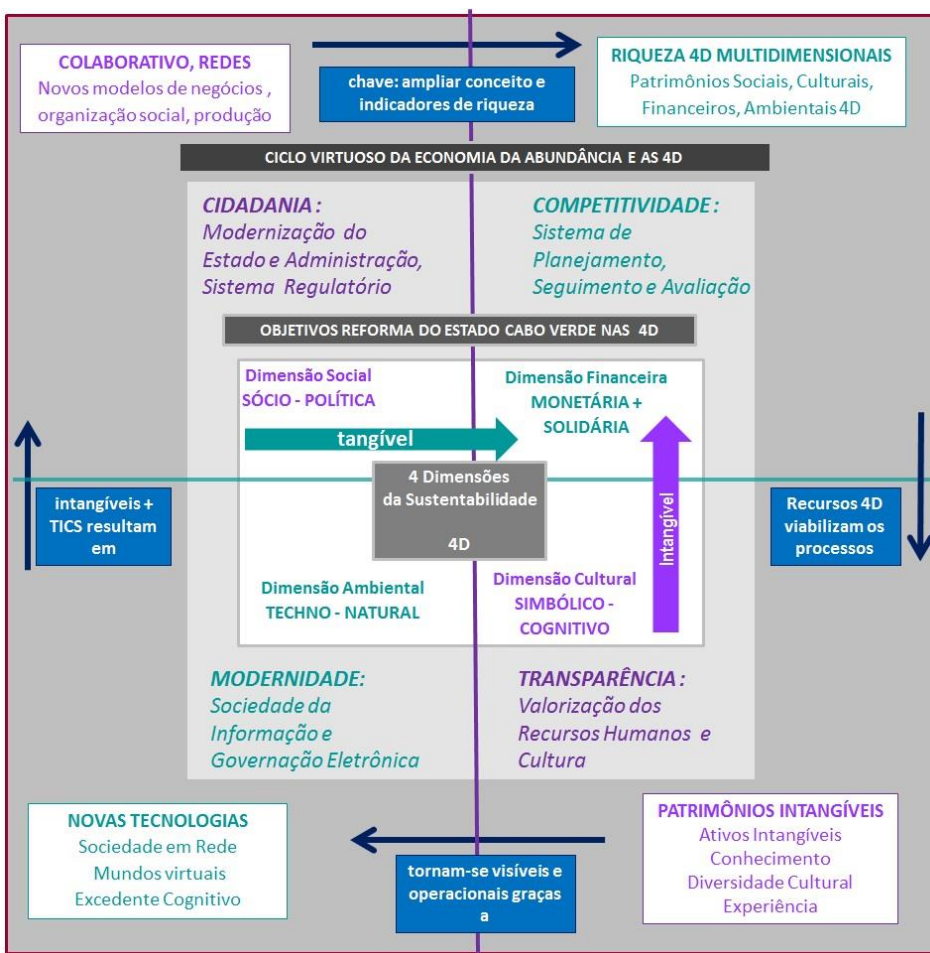 COLABORATIVO, REDES
Novos modelos de negócios ,
organização social, produção
chave: ampliar conceito e
indicadores de riqueza
RIQUEZA 4D MULTIDIMENSIONAIS
Patrimônios Sociais, Culturais,
Financeiros, Ambientais 4D
CICLO VIRTUOSO DA ECONOMIA DA ABUNDÂNCIA E AS 4D
CIDADANIA :
Modernização do
Estado e Administração,
Sistema Regulatório
COMPETITIVIDADE :
Sistema de
Planejamento,
Seguimento e Avaliação
OBJETIVOS REFORMA DO ESTADO CABO VERDE NAS 4D
Dimensão Social
SÓCIO - POLÍTICA
Dimensão Financeira
MONETÁRIA +
SOLIDÁRIA
tangível
4 Dimensões
da Sustentabilidade
4D
Intangível
intangíveis +
TICS resultam
em
Recursos 4D
viabilizam os
processos
Dimensão Ambiental
TECHNO - NATURAL
Dimensão Cultural
SIMBÓLICO -
COGNITIVO
MODERNIDADE:
Sociedade da
Informação e
Governação Eletrônica
TRANSPARÊNCIA :
Valorização dos
Recursos Humanos e
Cultura
NOVAS TECNOLOGIAS
Sociedade em Rede
Mundos virtuais
Excedente Cognitivo
tornam-se visíveis e
operacionais graças
a
PATRIMÔNIOS INTANGÍVEIS
Ativos Intangíveis
Conhecimento
Diversidade Cultural
Experiência